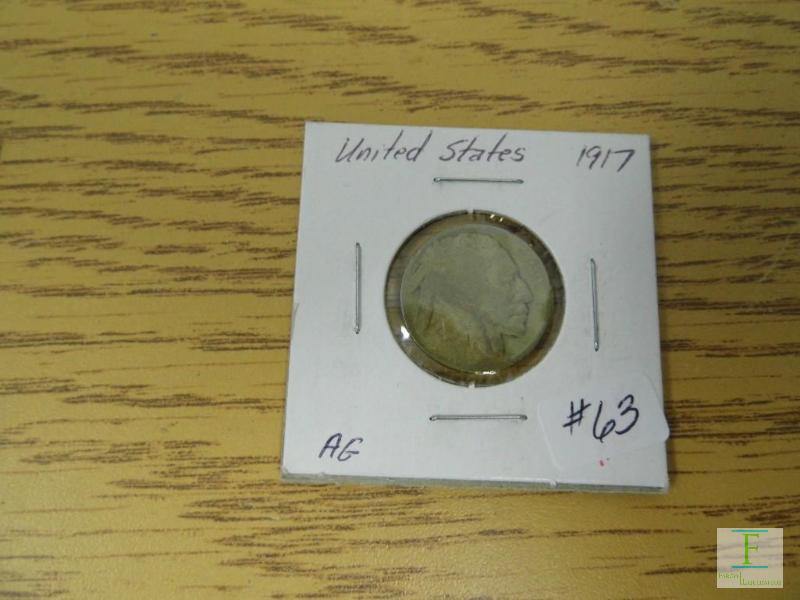 United States 1917
AG #63
F